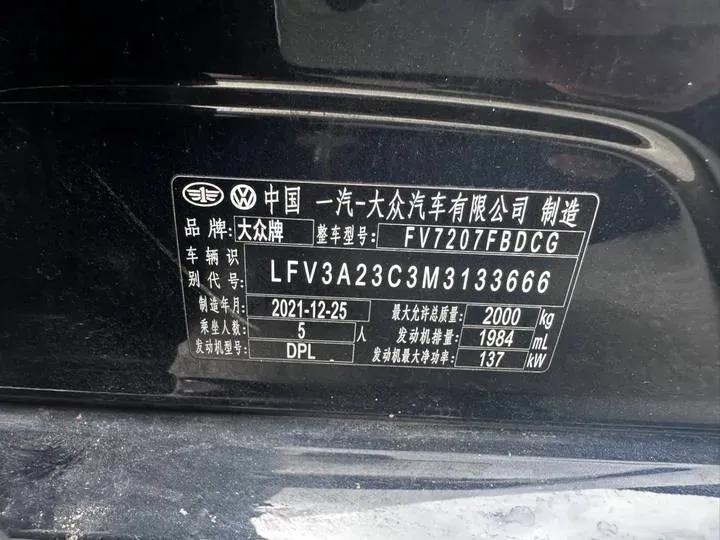 中国 一汽-大众汽车有限公司 制造
品牌: 大众牌 整车型号: FV7207FBDCG
车辆识别代号: LFV3A23C3M3133666
制造年月: 2021-12-25 最大允许总质量: 2000 kg
乘坐人数: 5 人 发动机排量: 1984 mL
发动机型号: DPL 发动机最大净功率: 137 kW